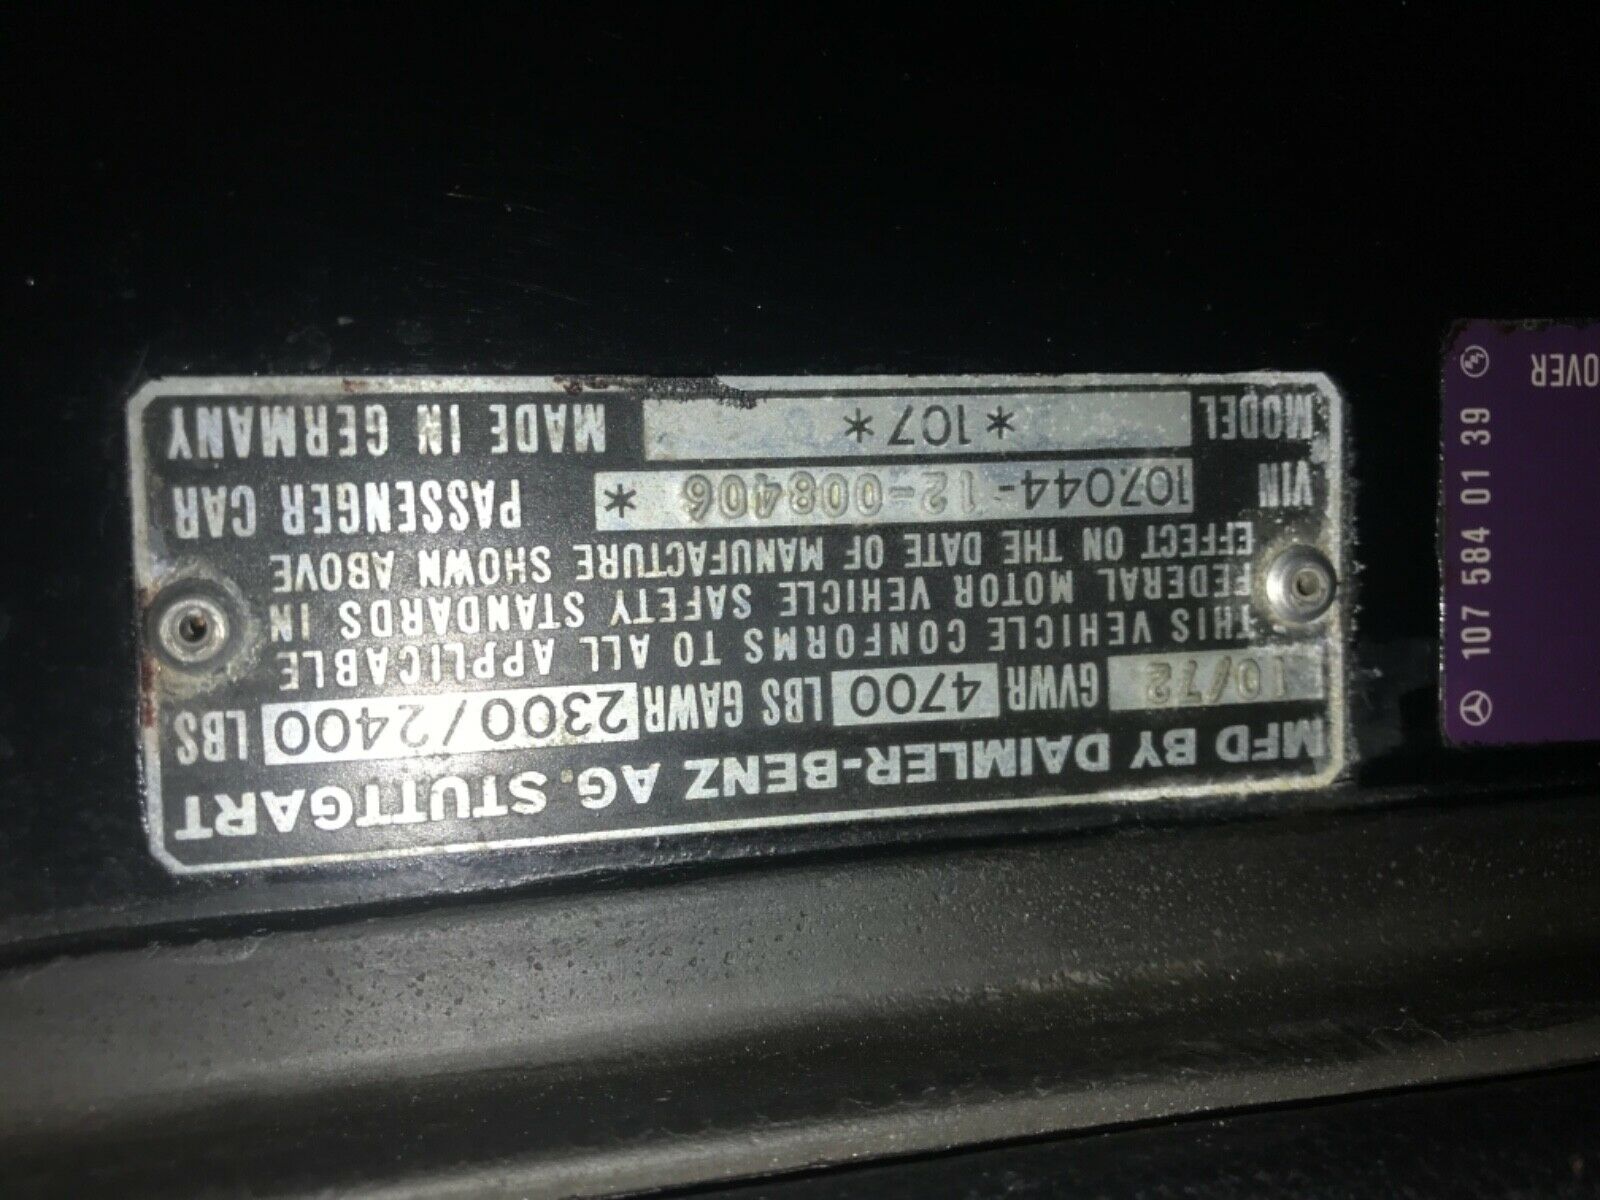 MFD BY DAIMLER-BENZ AG. STUTTGART
10/72 GVWR 4700 LBS GAWR 2300/2400 LBS
THIS VEHICLE CONFORMS TO ALL APPLICABLE
FEDERAL MOTOR VEHICLE SAFETY STANDARDS IN
EFFECT ON THE DATE OF MANUFACTURE SHOWN ABOVE
VIN 107.044-12-008406 * PASSENGER CAR
MODEL *107* MADE IN GERMANY
107 584 01 39
OVER